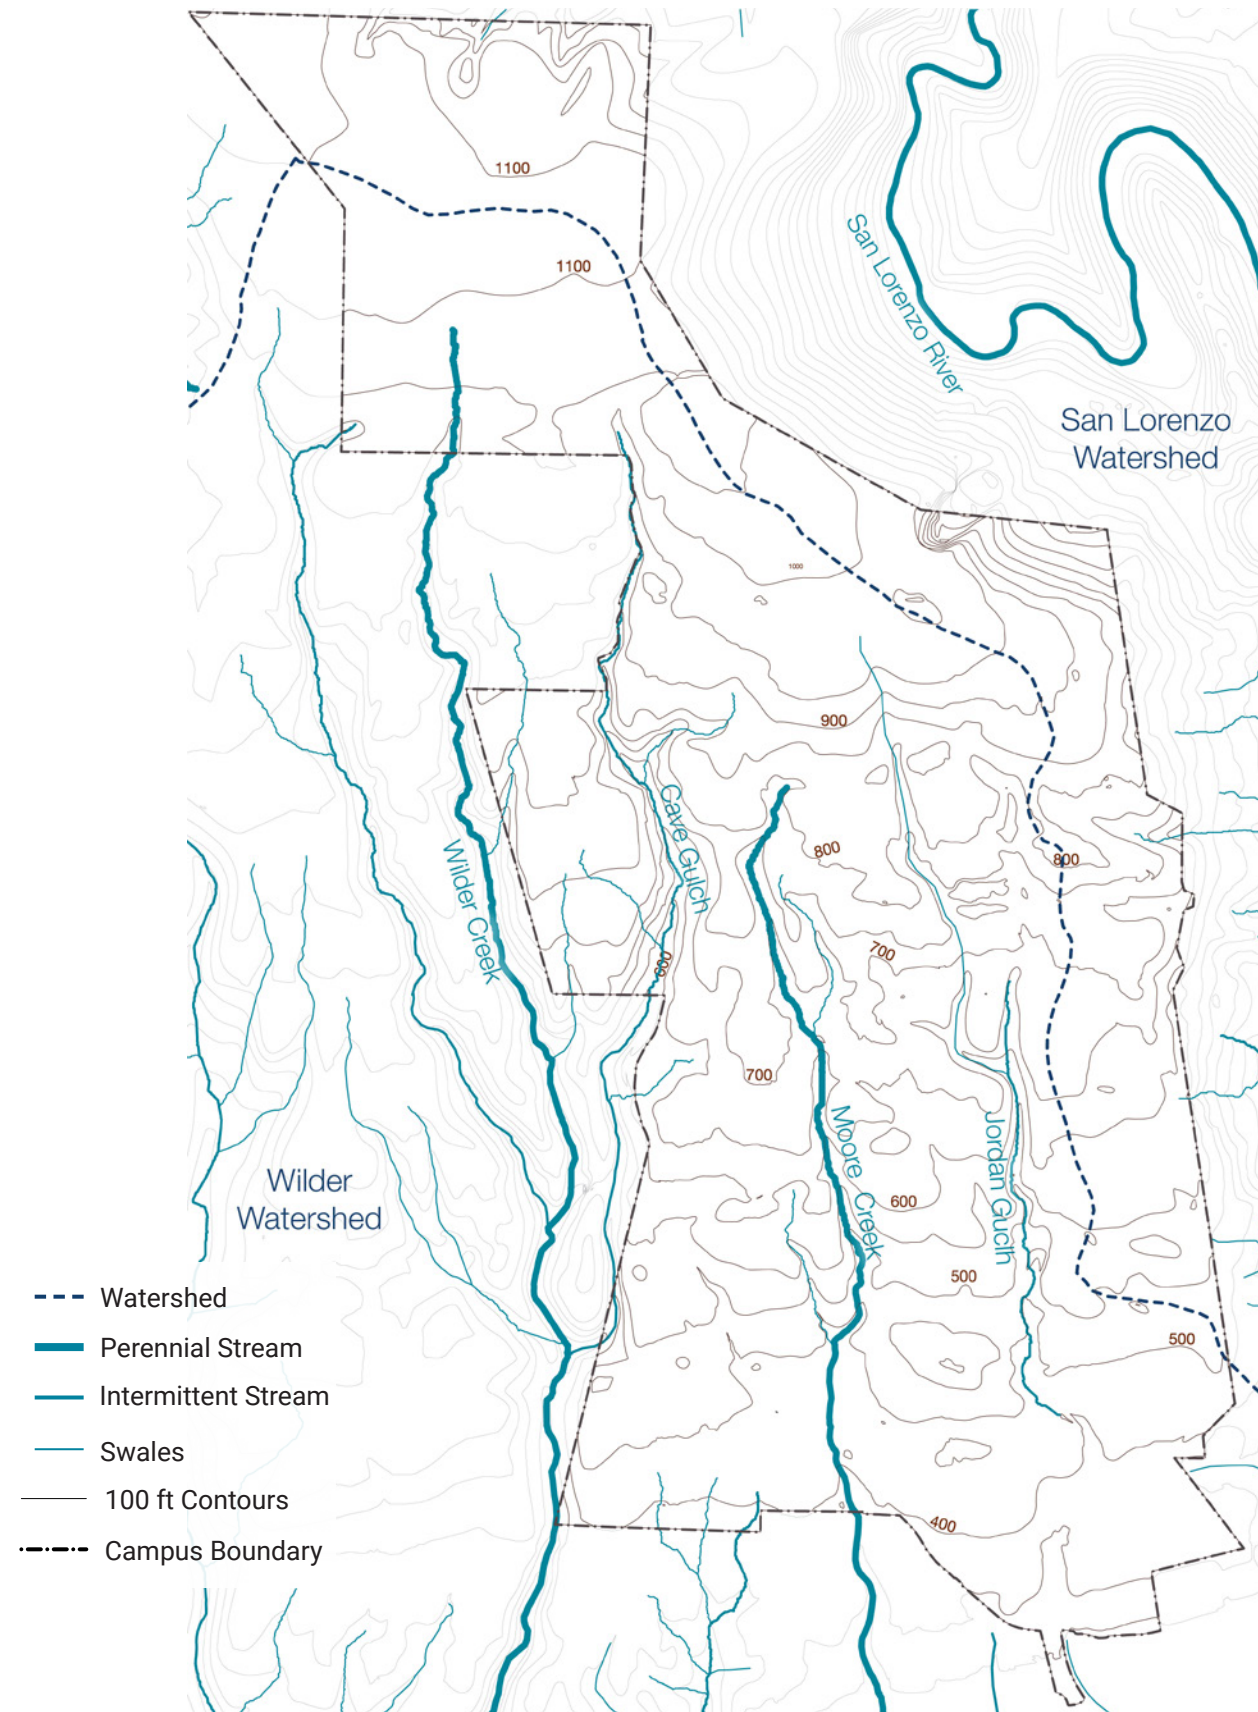 1100
1100
San Lorenzo River
San Lorenzo
Watershed
1000
900
Cave Gulch
800
800
Wilder Creek
700
600
700
Moore Creek
Jordan Guclh
Wilder
Watershed
600
500
500
400
Watershed
Perennial Stream
Intermittent Stream
Swales
100 ft Contours
Campus Boundary